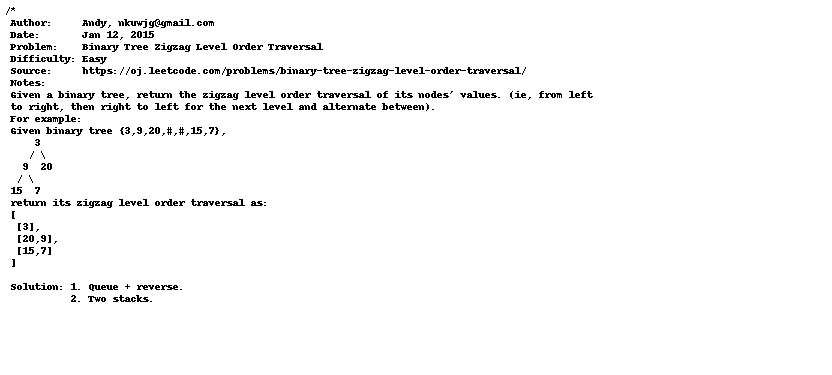 /*
Author:     Andy, nkuwjg@gmail.com
Date:       Jan 12, 2015
Problem:    Binary Tree Zigzag Level Order Traversal
Difficulty: Easy
Source:     https://oj.leetcode.com/problems/binary-tree-zigzag-level-order-traversal/
Notes:
Given a binary tree, return the zigzag level order traversal of its nodes' values. (ie, from left
to right, then right to left for the next level and alternate between).
For example:
Given binary tree {3,9,20,#,#,15,7},
    3
   / \
  9  20
 / \
15  7
return its zigzag level order traversal as:
[
 [3],
 [20,9],
 [15,7]
]
Solution: 1. Queue + reverse.
          2. Two stacks.